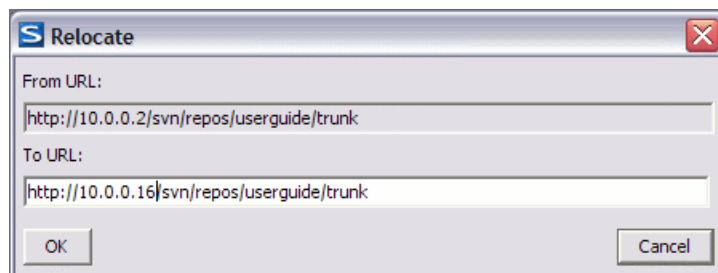 S Relocate
From URL:
http://10.0.0.2/svn/repos/userguide/trunk
To URL:
http://10.0.0.16/svn/repos/userguide/trunk
OK Cancel